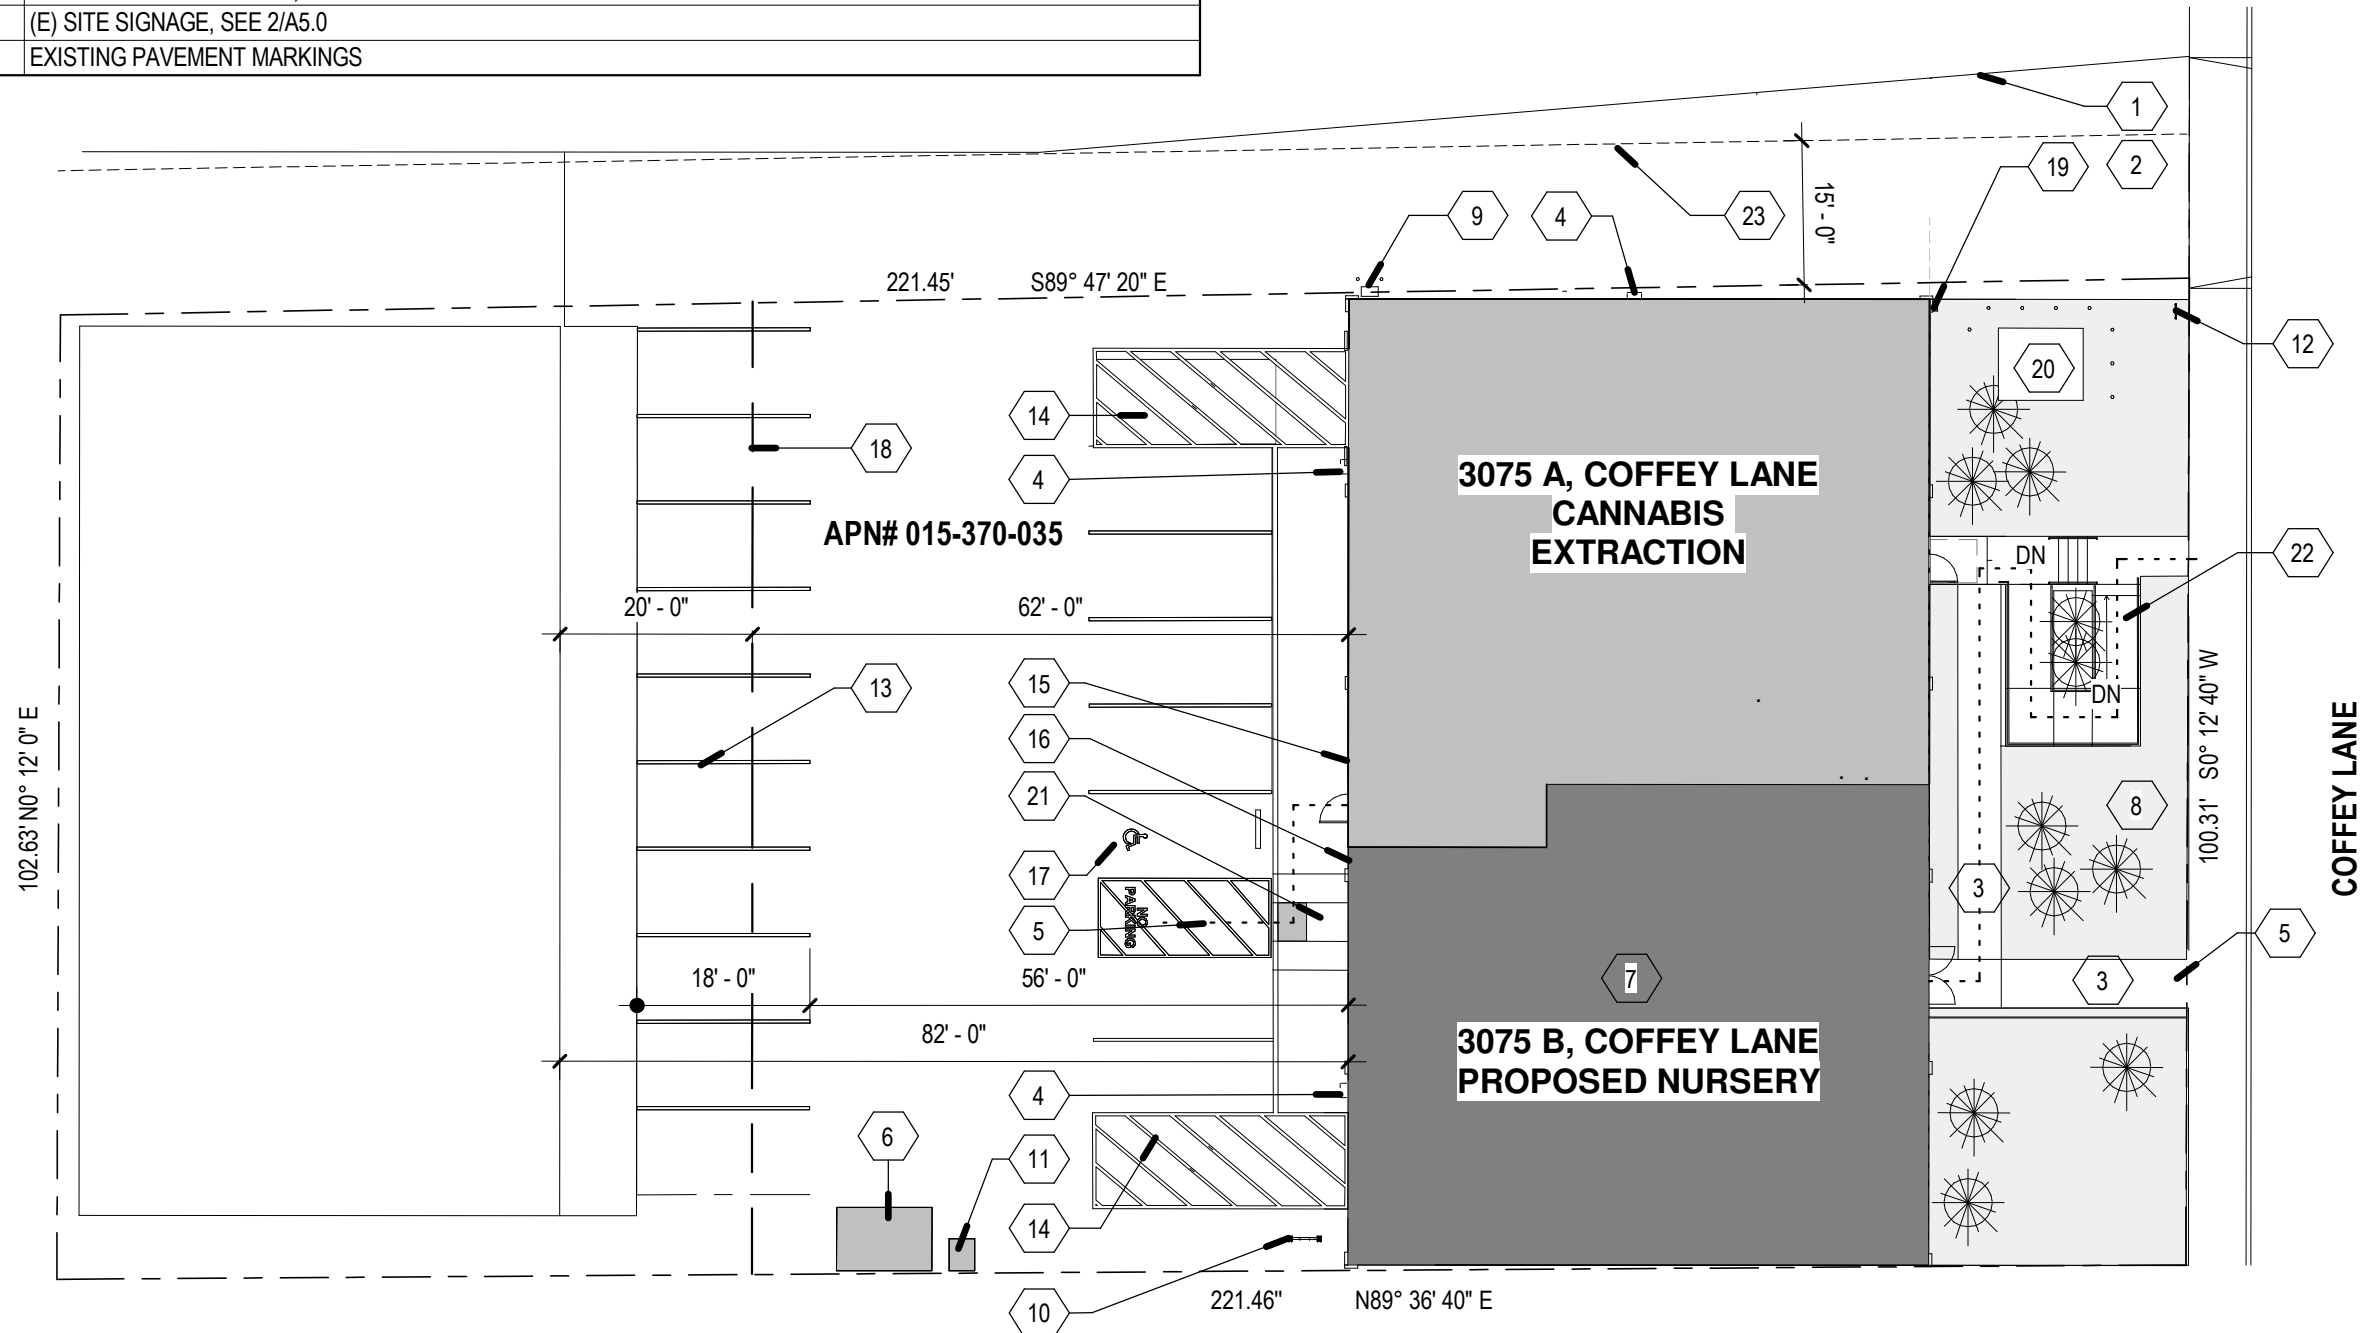 (E) SITE SIGNAGE, SEE 2/A5.0
EXISTING PAVEMENT MARKINGS
1
19
2
15' - 0"
9
4
23
221.45'
S89° 47' 20" E
12
20
14
18
4
3075 A, COFFEY LANE
CANNABIS
EXTRACTION
APN# 015-370-035
DN
22
20' - 0"
62' - 0"
13
15
DN
16
21
102.63' N0° 12' 0" E
100.31' S0° 12' 40" W
COFFEY LANE
8
17
3
NO
PARKING
5
5
18' - 0"
56' - 0"
7
3
82' - 0"
3075 B, COFFEY LANE
PROPOSED NURSERY
4
6
11
14
10
221.46"
N89° 36' 40" E